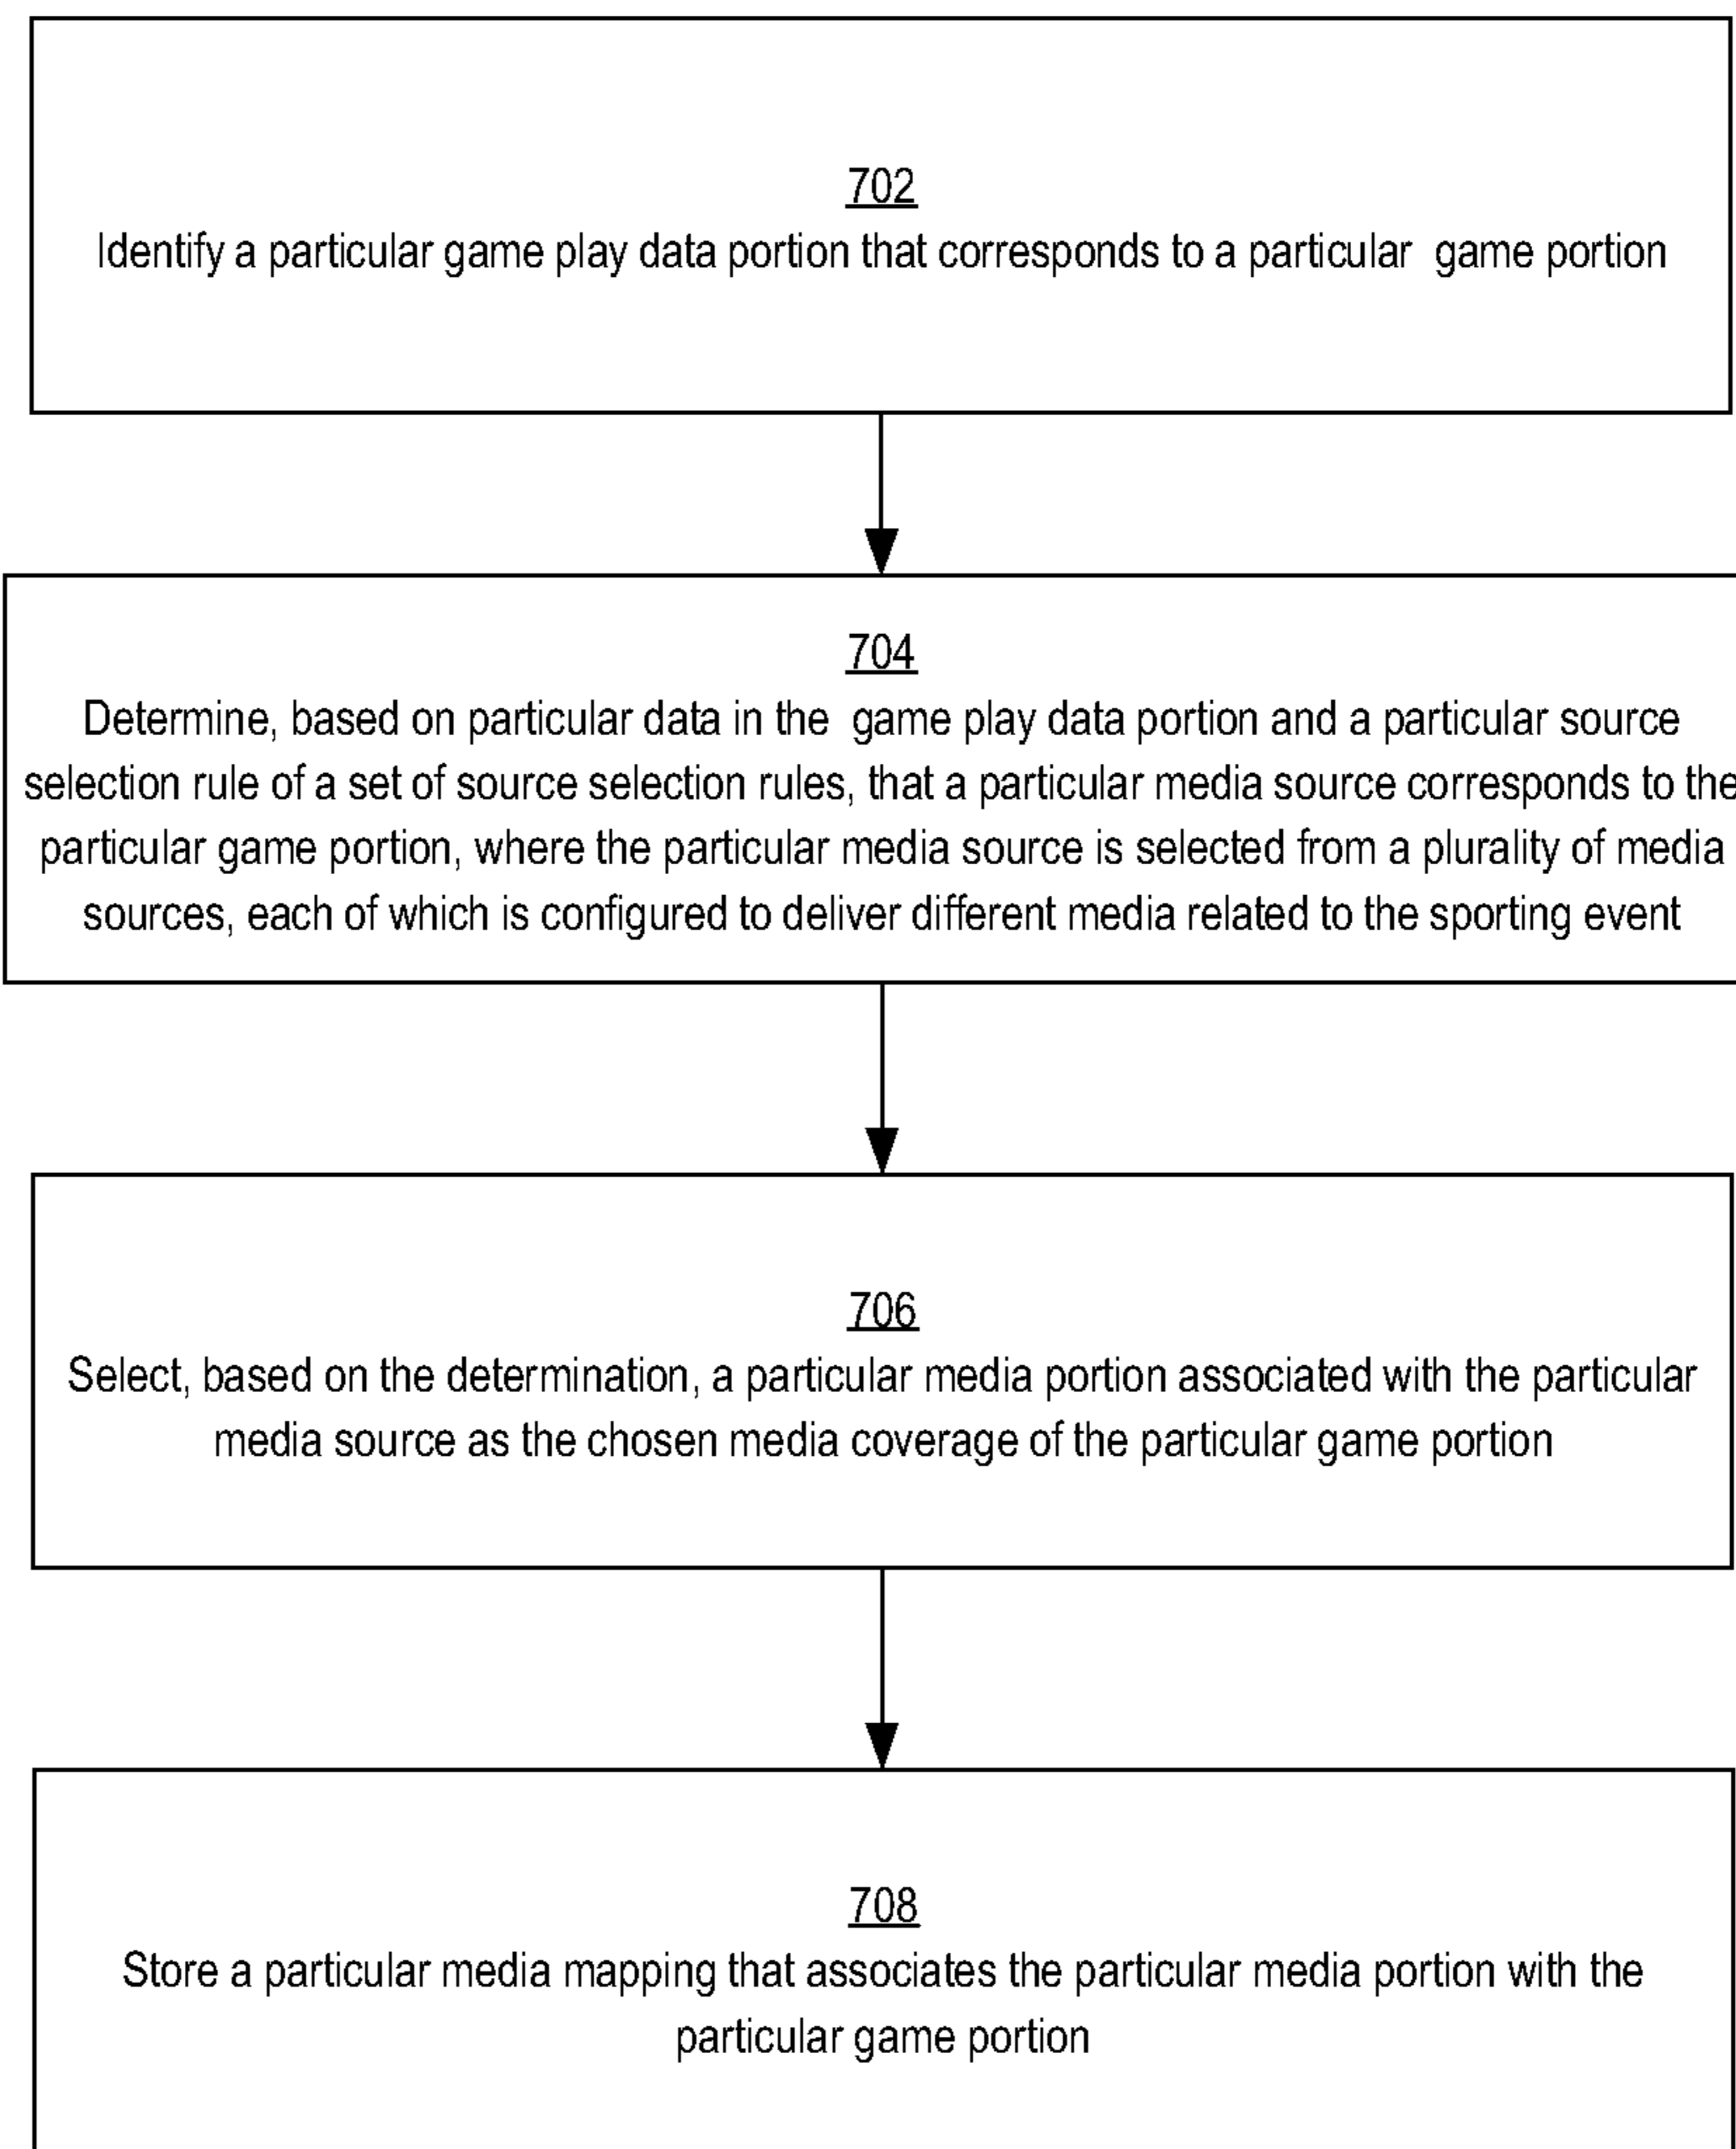 702
Identify a particular game play data portion that corresponds to a particular game portion
704
Determine, based on particular data in the game play data portion and a particular source
selection rule of a set of source selection rules, that a particular media source corresponds to the
particular game portion, where the particular media source is selected from a plurality of media
sources, each of which is configured to deliver different media related to the sporting event
706
Select, based on the determination, a particular media portion associated with the particular
media source as the chosen media coverage of the particular game portion
708
Store a particular media mapping that associates the particular media portion with the
particular game portion